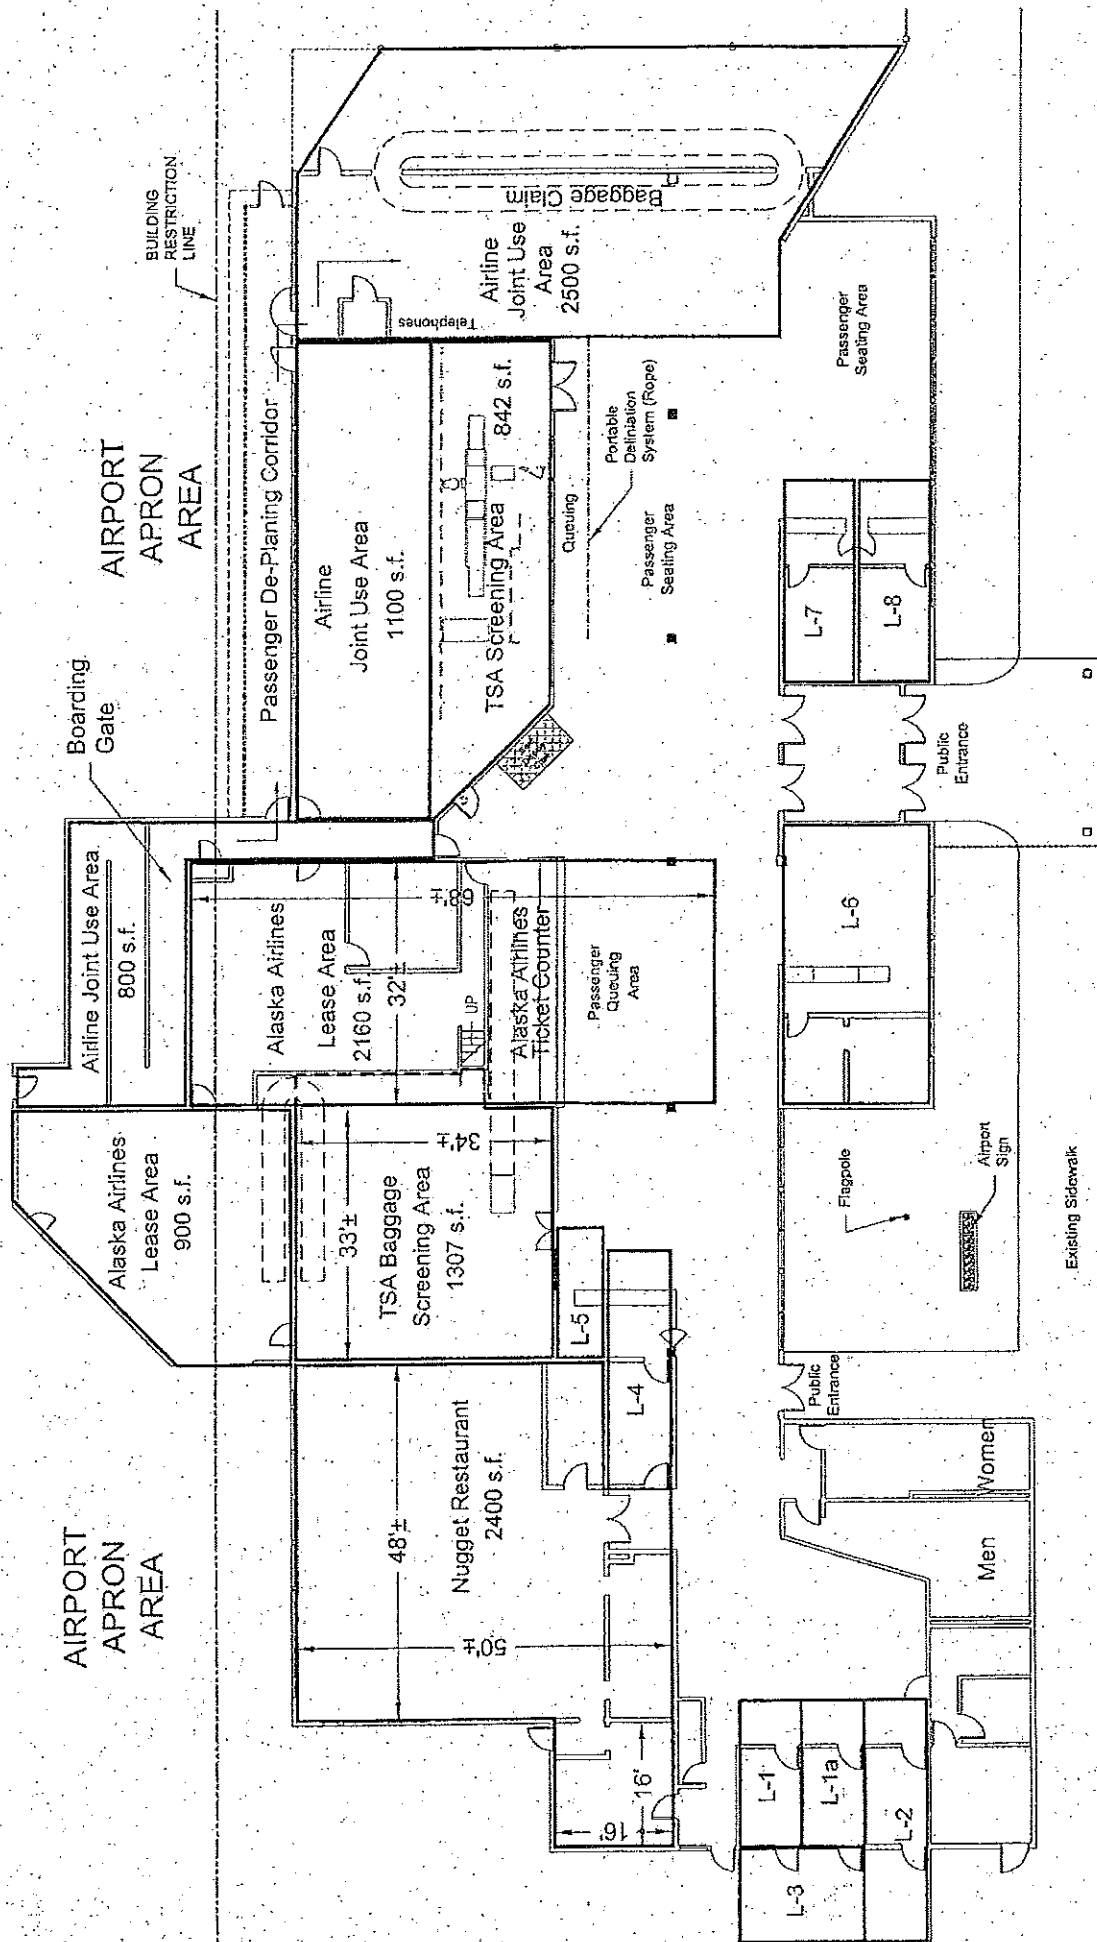 AIRPORT
APRON
AREA
AIRPORT
APRON
AREA
BUILDING
RESTRICTION
LINE
Boarding
Gate
Passenger De-Planing Corridor
Alaska Airlines
Lease Area
900 s.f.
Airline Joint Use Area
800 s.f.
Alaska Airlines
Lease Area
2160 s.f.
32'±
68'±
UP
Alaska Airlines
Ticket Counter
Passenger
Queuing
Area
Airline
Joint Use Area
1100 s.f.
TSA Screening Area
842 s.f.
Queuing
Portable
Deliniation
System (Rope)
Passenger
Seating Area
Telephones
Airline
Joint Use
Area
2500 s.f.
Baggage Claim
Passenger
Seating Area
33'±
34'±
TSA Baggage
Screening Area
1307 s.f.
48'±
50'±
Nugget Restaurant
2400 s.f.
16'
16'
L-5
L-4
L-1
L-1a
L-2
L-3
Men
Women
Public
Entrance
Flagpole
Airport
Sign
Existing Sidewalk
L-6
Public
Entrance
L-7
L-8